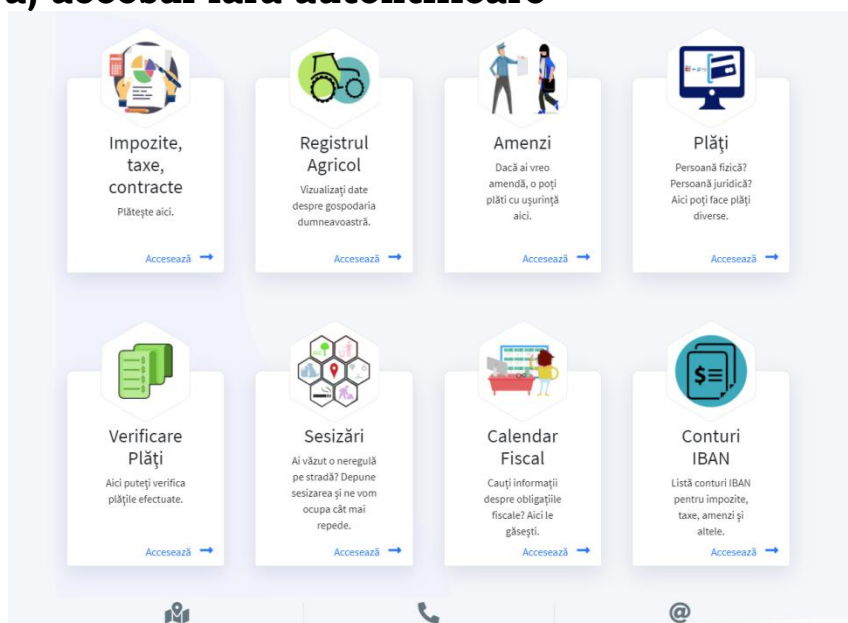 a) accesul fără autentificare
Impozite,
taxe,
contracte
Plătește aici.
Accesează
Registrul
Agricol
Vizualizați date
despre gospodaria
dumneavoastră.
Accesează
Amenzi
Dacă ai vreo
amendă, o poți
plăti cu ușurință
aici.
Accesează
Plăți
Persoană fizică?
Persoană juridică?
Aici poți face plăți
diverse.
Accesează
Verificare
Plăți
Aici puteți verifica
plățile efectuate.
Accesează
Sesizări
Ai văzut o neregulă
pe stradă? Depune
sesizarea și ne vom
ocupa cât mai
repede.
Accesează
Calendar
Fiscal
Cauți informații
despre obligațiile
fiscale? Aici le
găsești.
Accesează
Conturi
IBAN
Listă conturi IBAN
pentru impozite,
taxe, amenzi și
altele.
Accesează